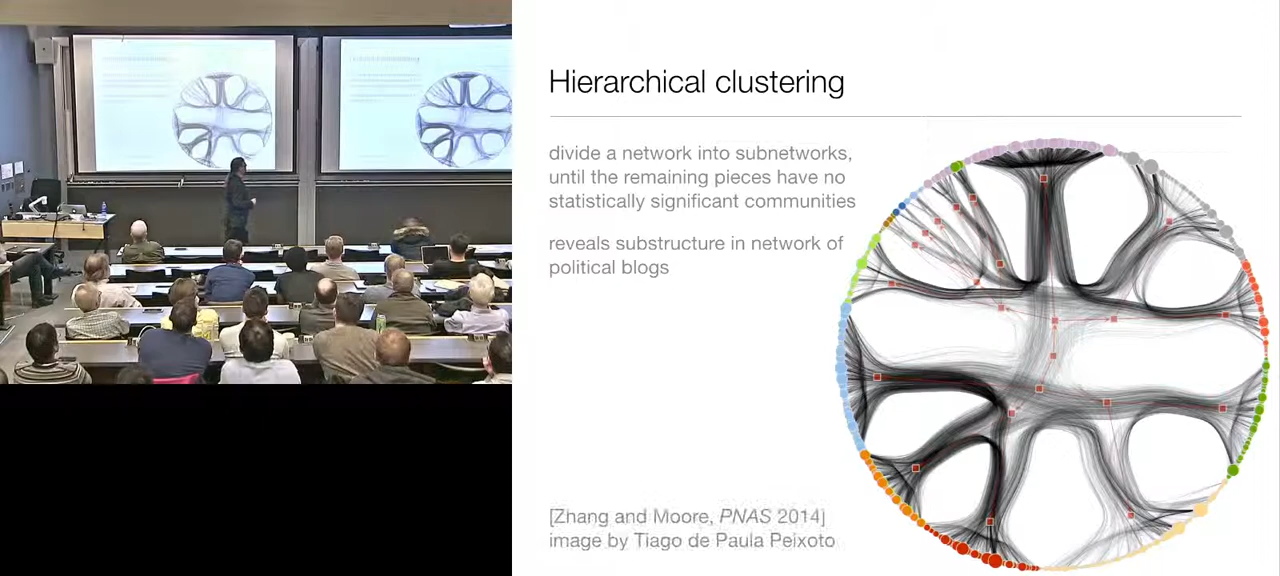 Hierarchical clustering
divide a network into subnetworks,
until the remaining pieces have no
statistically significant communities
reveals substructure in network of
political blogs
[Zhang and Moore, PNAS 2014]
image by Tiago de Paula Peixoto